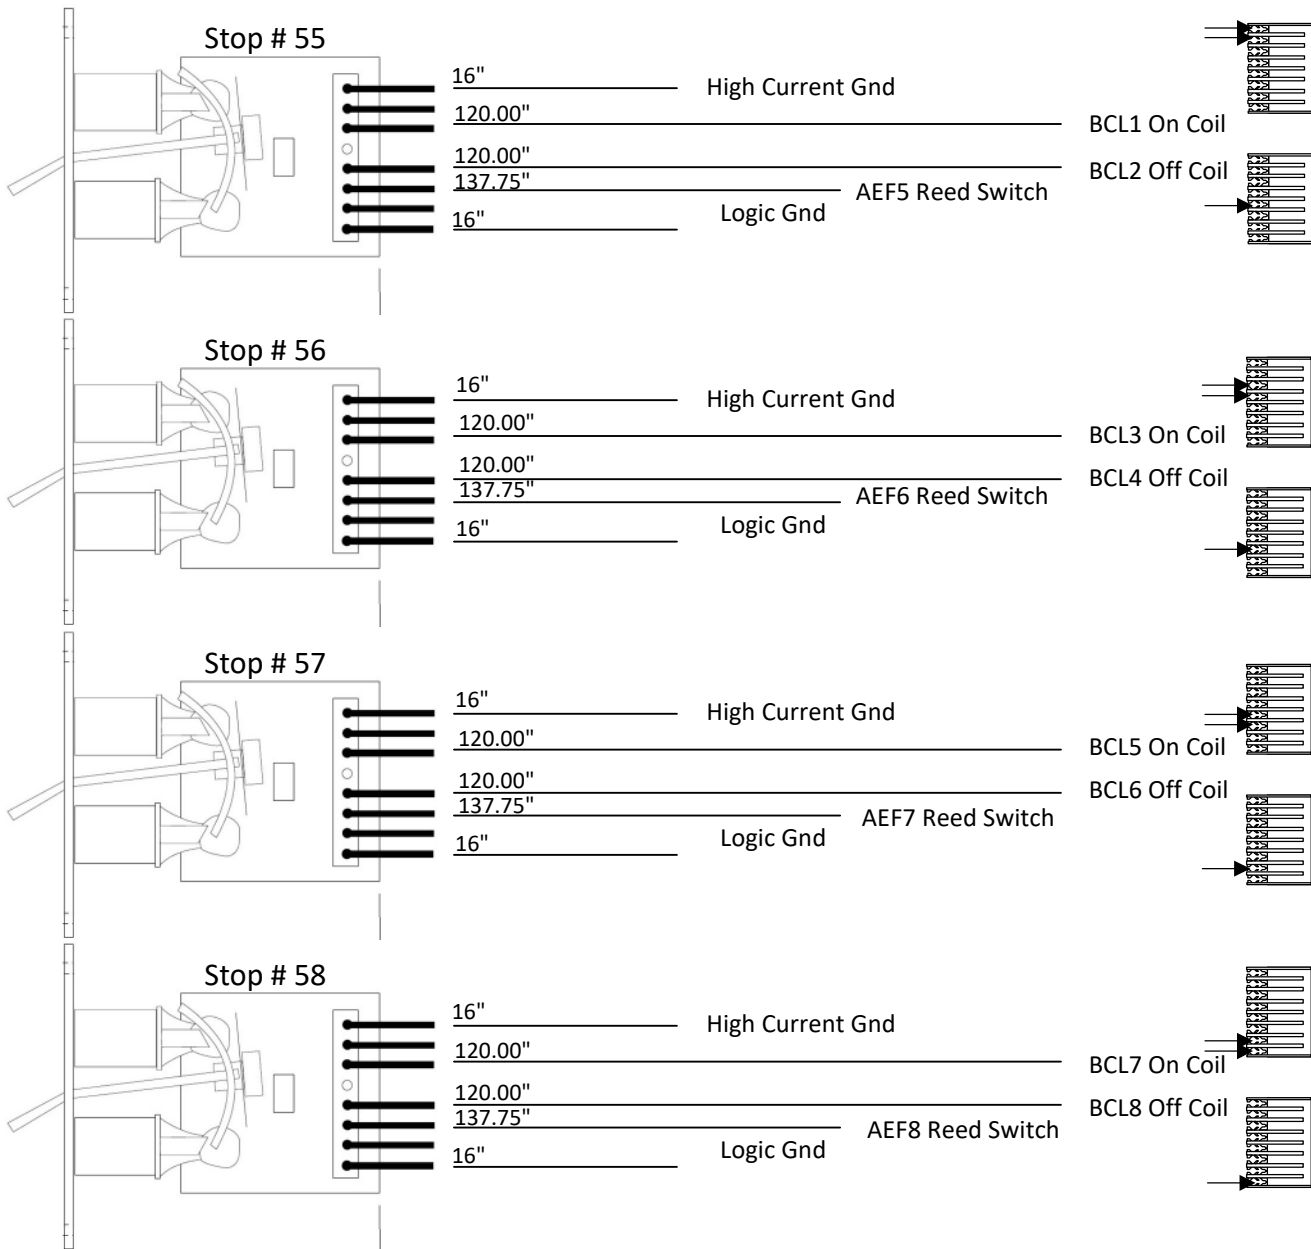 Stop # 55
16"
High Current Gnd
120.00"
BCL1 On Coil
120.00"
BCL2 Off Coil
137.75"
AEF5 Reed Switch
Logic Gnd
16"
Stop # 56
16"
High Current Gnd
120.00"
BCL3 On Coil
120.00"
BCL4 Off Coil
137.75"
AEF6 Reed Switch
Logic Gnd
16"
Stop # 57
16"
High Current Gnd
120.00"
BCL5 On Coil
120.00"
BCL6 Off Coil
137.75"
AEF7 Reed Switch
Logic Gnd
16"
Stop # 58
16"
High Current Gnd
120.00"
BCL7 On Coil
120.00"
BCL8 Off Coil
137.75"
AEF8 Reed Switch
Logic Gnd
16"